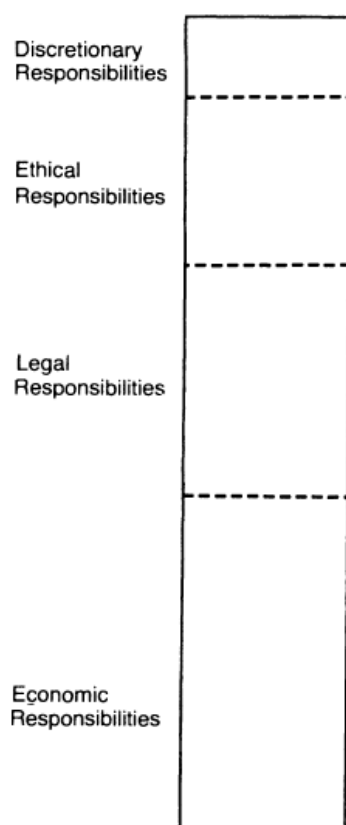 Discretionary
Responsibilities
Ethical
Responsibilities
Legal
Responsibilities
Economic
Responsibilities